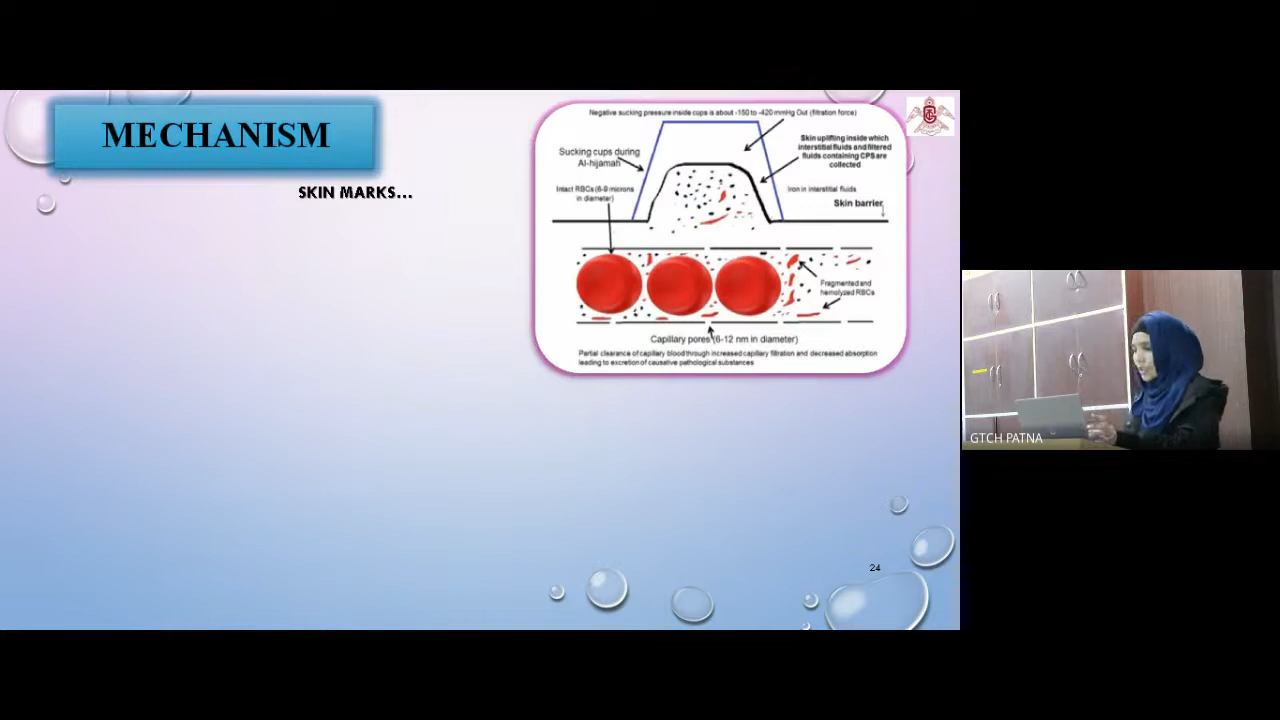 MECHANISM
SKIN MARKS...
Negative sucking pressure inside cups is about -150 to -420 mmHg Out (filtration force)
Sucking cups during
Al-hijamah
Skin uplifting inside which
interstitial fluids and filtered
fluids containing CPS are
collected
Intact RBCs (6-9 microns
in diameter)
Iron in interstitial fluids
Skin barrier
Fragmented and
hemolyzed RBCs
Capillary pores (6-12 nm in diameter)
Partial clearance of capillary blood through increased capillary filtration and decreased absorption
leading to excretion of causative pathological substances
24
GTCH PATNA